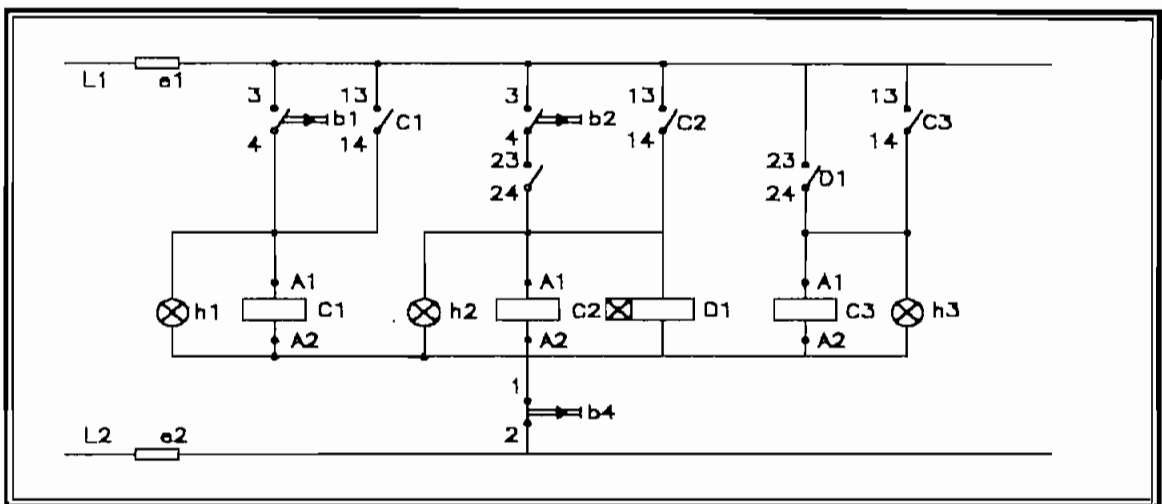 L1 e1
3 13 3 13 13
b1 C1 b2 C2 C3
4 14 4 14 14
23 23
D1
24 24
A1 A1 A1
h1 C1 h2 C2 D1 C3 h3
A2 A2 A2
1
b4
2
L2 e2